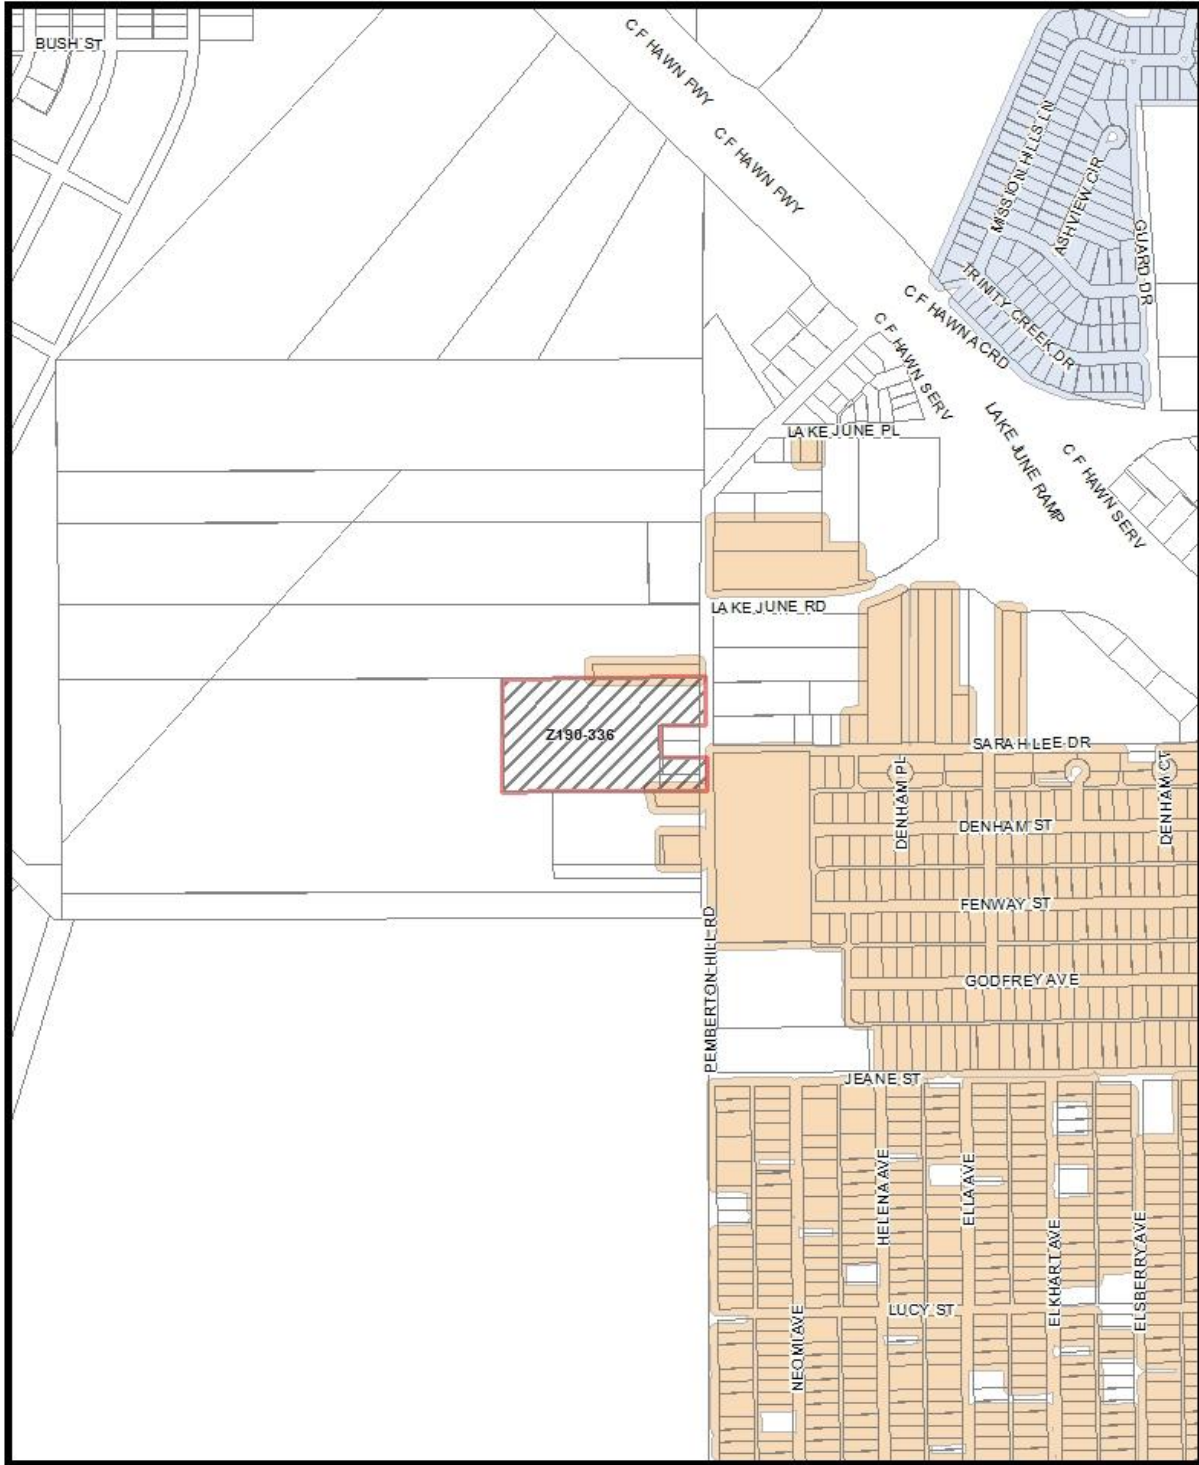 BUSH ST
C F HAWN FWY
C F HAWN FWY
MISSION HILLS LN
ASHVIEW CIR
GUARD DR
TRINITY CREEK DR
C F HAWN ACRD
C F HAWN SERV
LAKE JUNE PL
LAKE JUNE RAMP
C F HAWN SERV
LAKE JUNE RD
Z190-336
SARAH LEE DR
DENHAM PL
DENHAM CT
DENHAM ST
FENWAY ST
PEMBERTON HILL RD
GODFREY AVE
JEANE ST
HELENA AVE
ELLA AVE
ELKHART AVE
ELSBERRY AVE
LUCY ST
NEOMI AVE